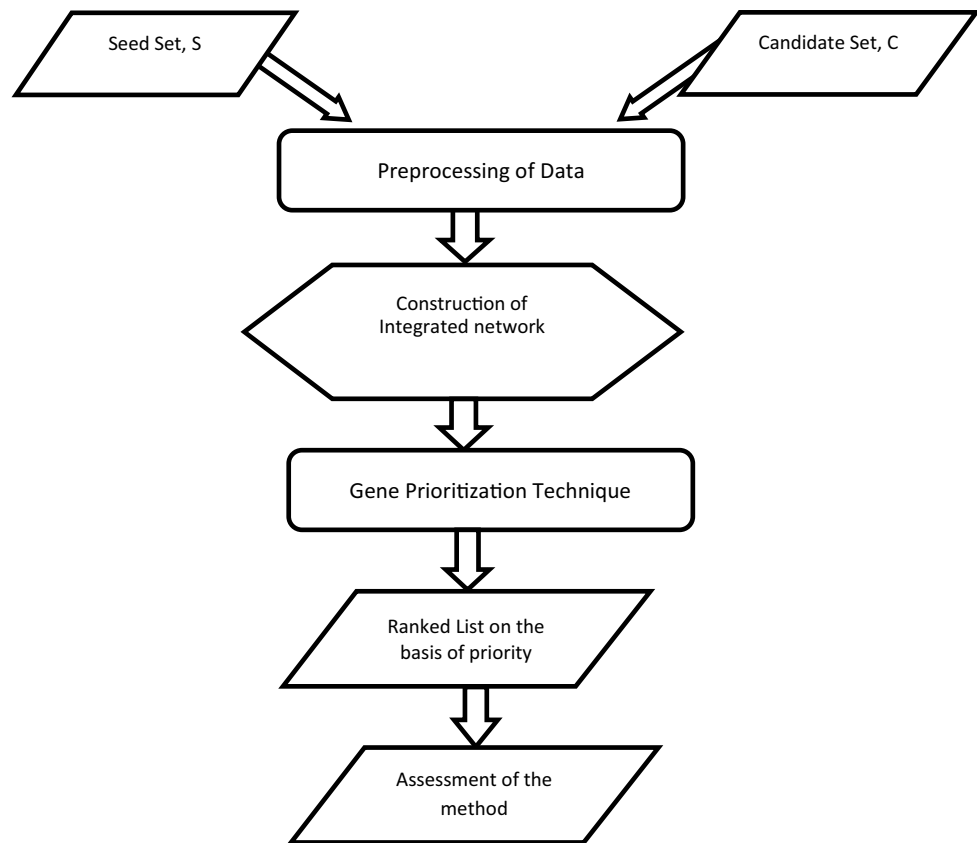 Seed Set, S
Candidate Set, C
Preprocessing of Data
Construction of
Integrated network
Gene Prioritization Technique
Ranked List on the
basis of priority
Assessment of the
method